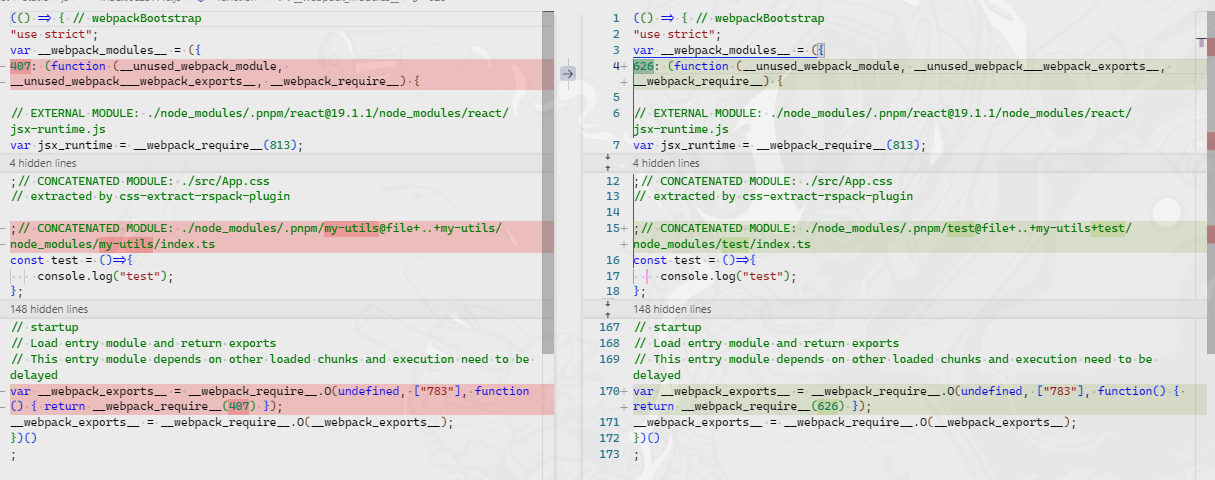 (() => { // webpackBootstrap
"use strict";
var __webpack_modules__ = ({
407: (function (__unused_webpack_module,
__unused_webpack___webpack_exports__, __webpack_require__) {
// EXTERNAL MODULE: ./node_modules/.pnpm/react@19.1.1/node_modules/react/
jsx-runtime.js
var jsx_runtime = __webpack_require__(813);
4 hidden lines
;// CONCATENATED MODULE: ./src/App.css
// extracted by css-extract-rspack-plugin
;// CONCATENATED MODULE: ./node_modules/.pnpm/my-utils@file+..+my-utils/
node_modules/my-utils/index.ts
const test = ()=>{
console.log("test");
};
148 hidden lines
// startup
// Load entry module and return exports
// This entry module depends on other loaded chunks and execution need to be
delayed
var __webpack_exports__ = __webpack_require__.O(undefined, ["783"], function
() { return __webpack_require__(407) });
__webpack_exports__ = __webpack_require__.O(__webpack_exports__);
})()
;
1 (() => { // webpackBootstrap
2 "use strict";
3 var __webpack_modules__ = ({
4+ 626: (function (__unused_webpack_module, __unused_webpack___webpack_exports__,
+ __webpack_require__) {
5
6 // EXTERNAL MODULE: ./node_modules/.pnpm/react@19.1.1/node_modules/react/
jsx-runtime.js
7 var jsx_runtime = __webpack_require__(813);
4 hidden lines
12 ;// CONCATENATED MODULE: ./src/App.css
13 // extracted by css-extract-rspack-plugin
14
15+ ;// CONCATENATED MODULE: ./node_modules/.pnpm/test@file+..+my-utils+test/
+ node_modules/test/index.ts
16 const test = ()=>{
17 console.log("test");
18 };
148 hidden lines
167 // startup
168 // Load entry module and return exports
169 // This entry module depends on other loaded chunks and execution need to be
delayed
170+ var __webpack_exports__ = __webpack_require__.O(undefined, ["783"], function() {
+ return __webpack_require__(626) });
171 __webpack_exports__ = __webpack_require__.O(__webpack_exports__);
172 })()
173 ;